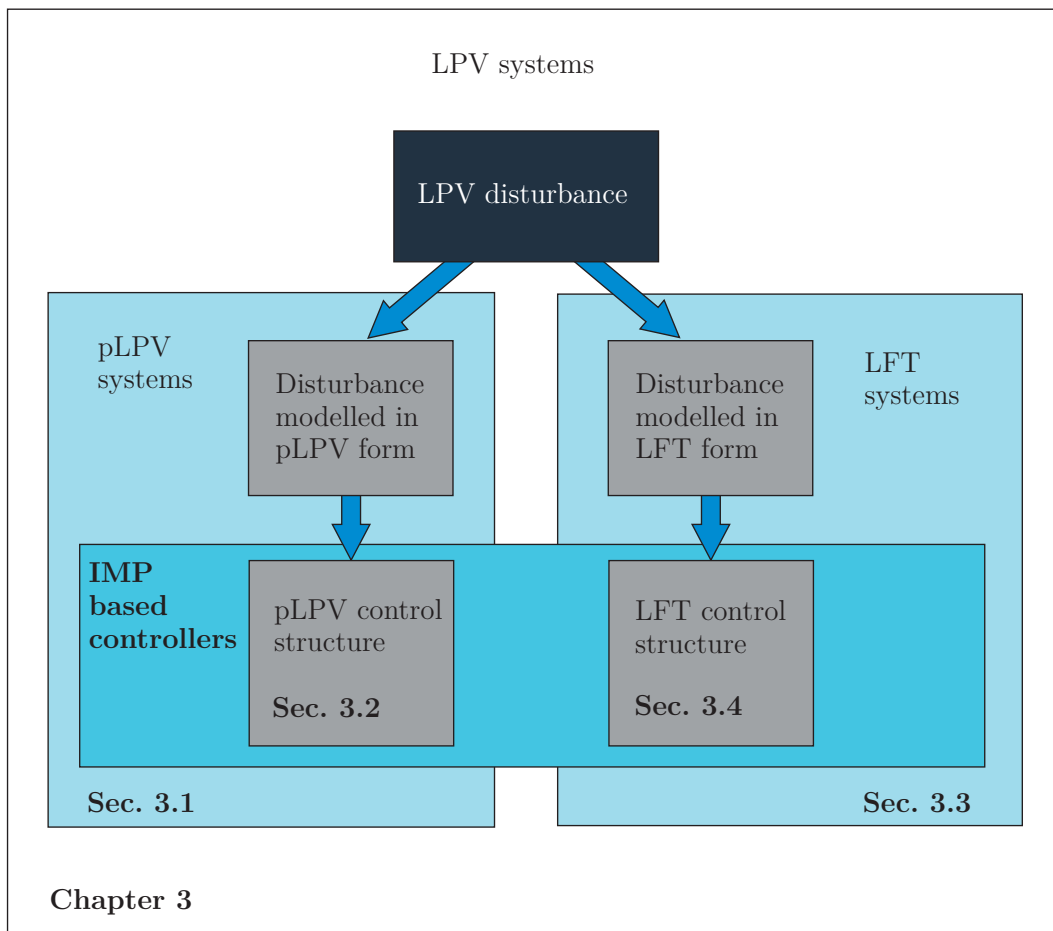 LPV systems
LPV disturbance
pLPV
systems
Disturbance
modelled in
pLPV form
Disturbance
modelled in
LFT form
LFT
systems
IMP
based
controllers
pLPV control
structure
Sec. 3.2
LFT control
structure
Sec. 3.4
Sec. 3.1
Sec. 3.3
Chapter 3